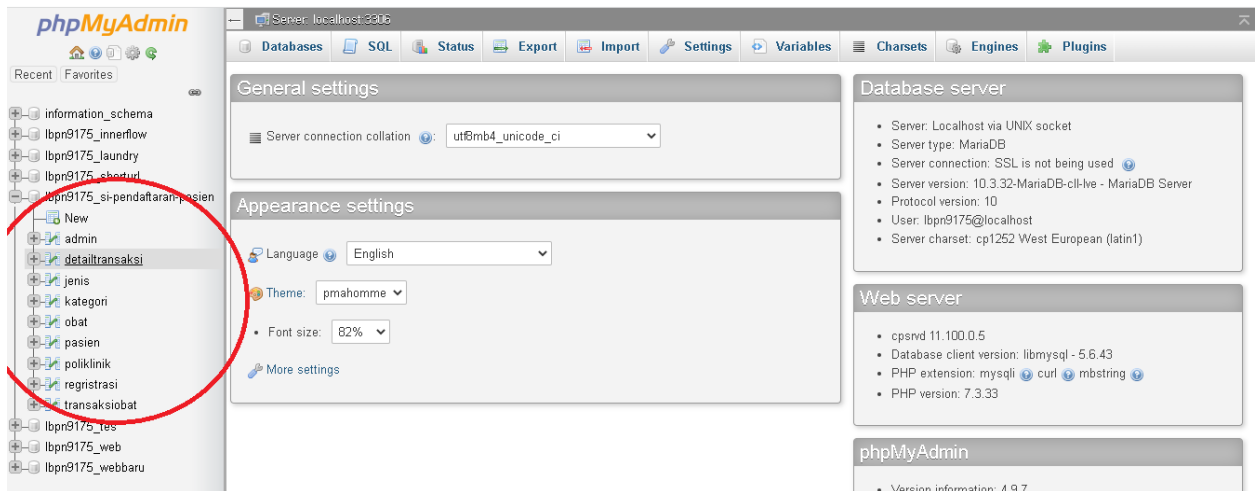 phpMyAdmin
Recent Favorites
information_schema
lbpn9175_innerflow
lbpn9175_laundry
lbpn9175_shorturl
lbpn9175_si-pendaftaran-pasien
New
admin
detailtransaksi
jenis
kategori
obat
pasien
poliklinik
regristrasi
transaksiobat
lbpn9175_tes
lbpn9175_web
lbpn9175_webbaru
Server: localhost:3306
Databases SQL Status Export Import Settings Variables Charsets Engines Plugins
General settings
Server connection collation : utf8mb4_unicode_ci
Appearance settings
Language English
Theme: pmahomme
• Font size: 82%
More settings
Database server
• Server: Localhost via UNIX socket
• Server type: MariaDB
• Server connection: SSL is not being used
• Server version: 10.3.32-MariaDB-cll-lve - MariaDB Server
• Protocol version: 10
• User: lbpn9175@localhost
• Server charset: cp1252 West European (latin1)
Web server
• cpsrvd 11.100.0.5
• Database client version: libmysql - 5.6.43
• PHP extension: mysqli curl mbstring
• PHP version: 7.3.33
phpMyAdmin
• Version information: 4.9.7